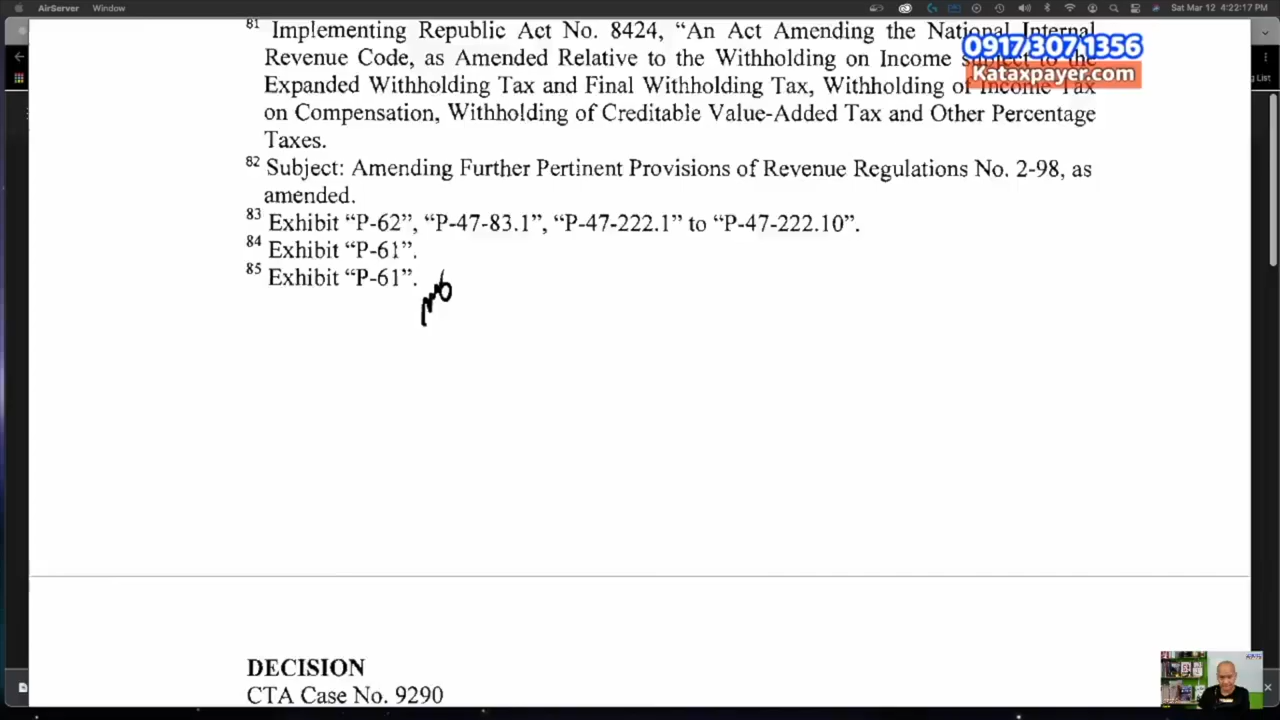 AirServer Window Sat Mar 12 4:22:17 PM
81 Implementing Republic Act No. 8424, “An Act Amending the National Internal
Revenue Code, as Amended Relative to the Withholding on Income subject to the
0917.307.1356
Expanded Withholding Tax and Final Withholding Tax, Withholding of Income Tax
Kataxpayer.com
on Compensation, Withholding of Creditable Value-Added Tax and Other Percentage
Taxes.
82 Subject: Amending Further Pertinent Provisions of Revenue Regulations No. 2-98, as
amended.
83 Exhibit “P-62”, “P-47-83.1”, “P-47-222.1” to “P-47-222.10”.
84 Exhibit “P-61”.
85 Exhibit “P-61”.
DECISION
CTA Case No. 9290